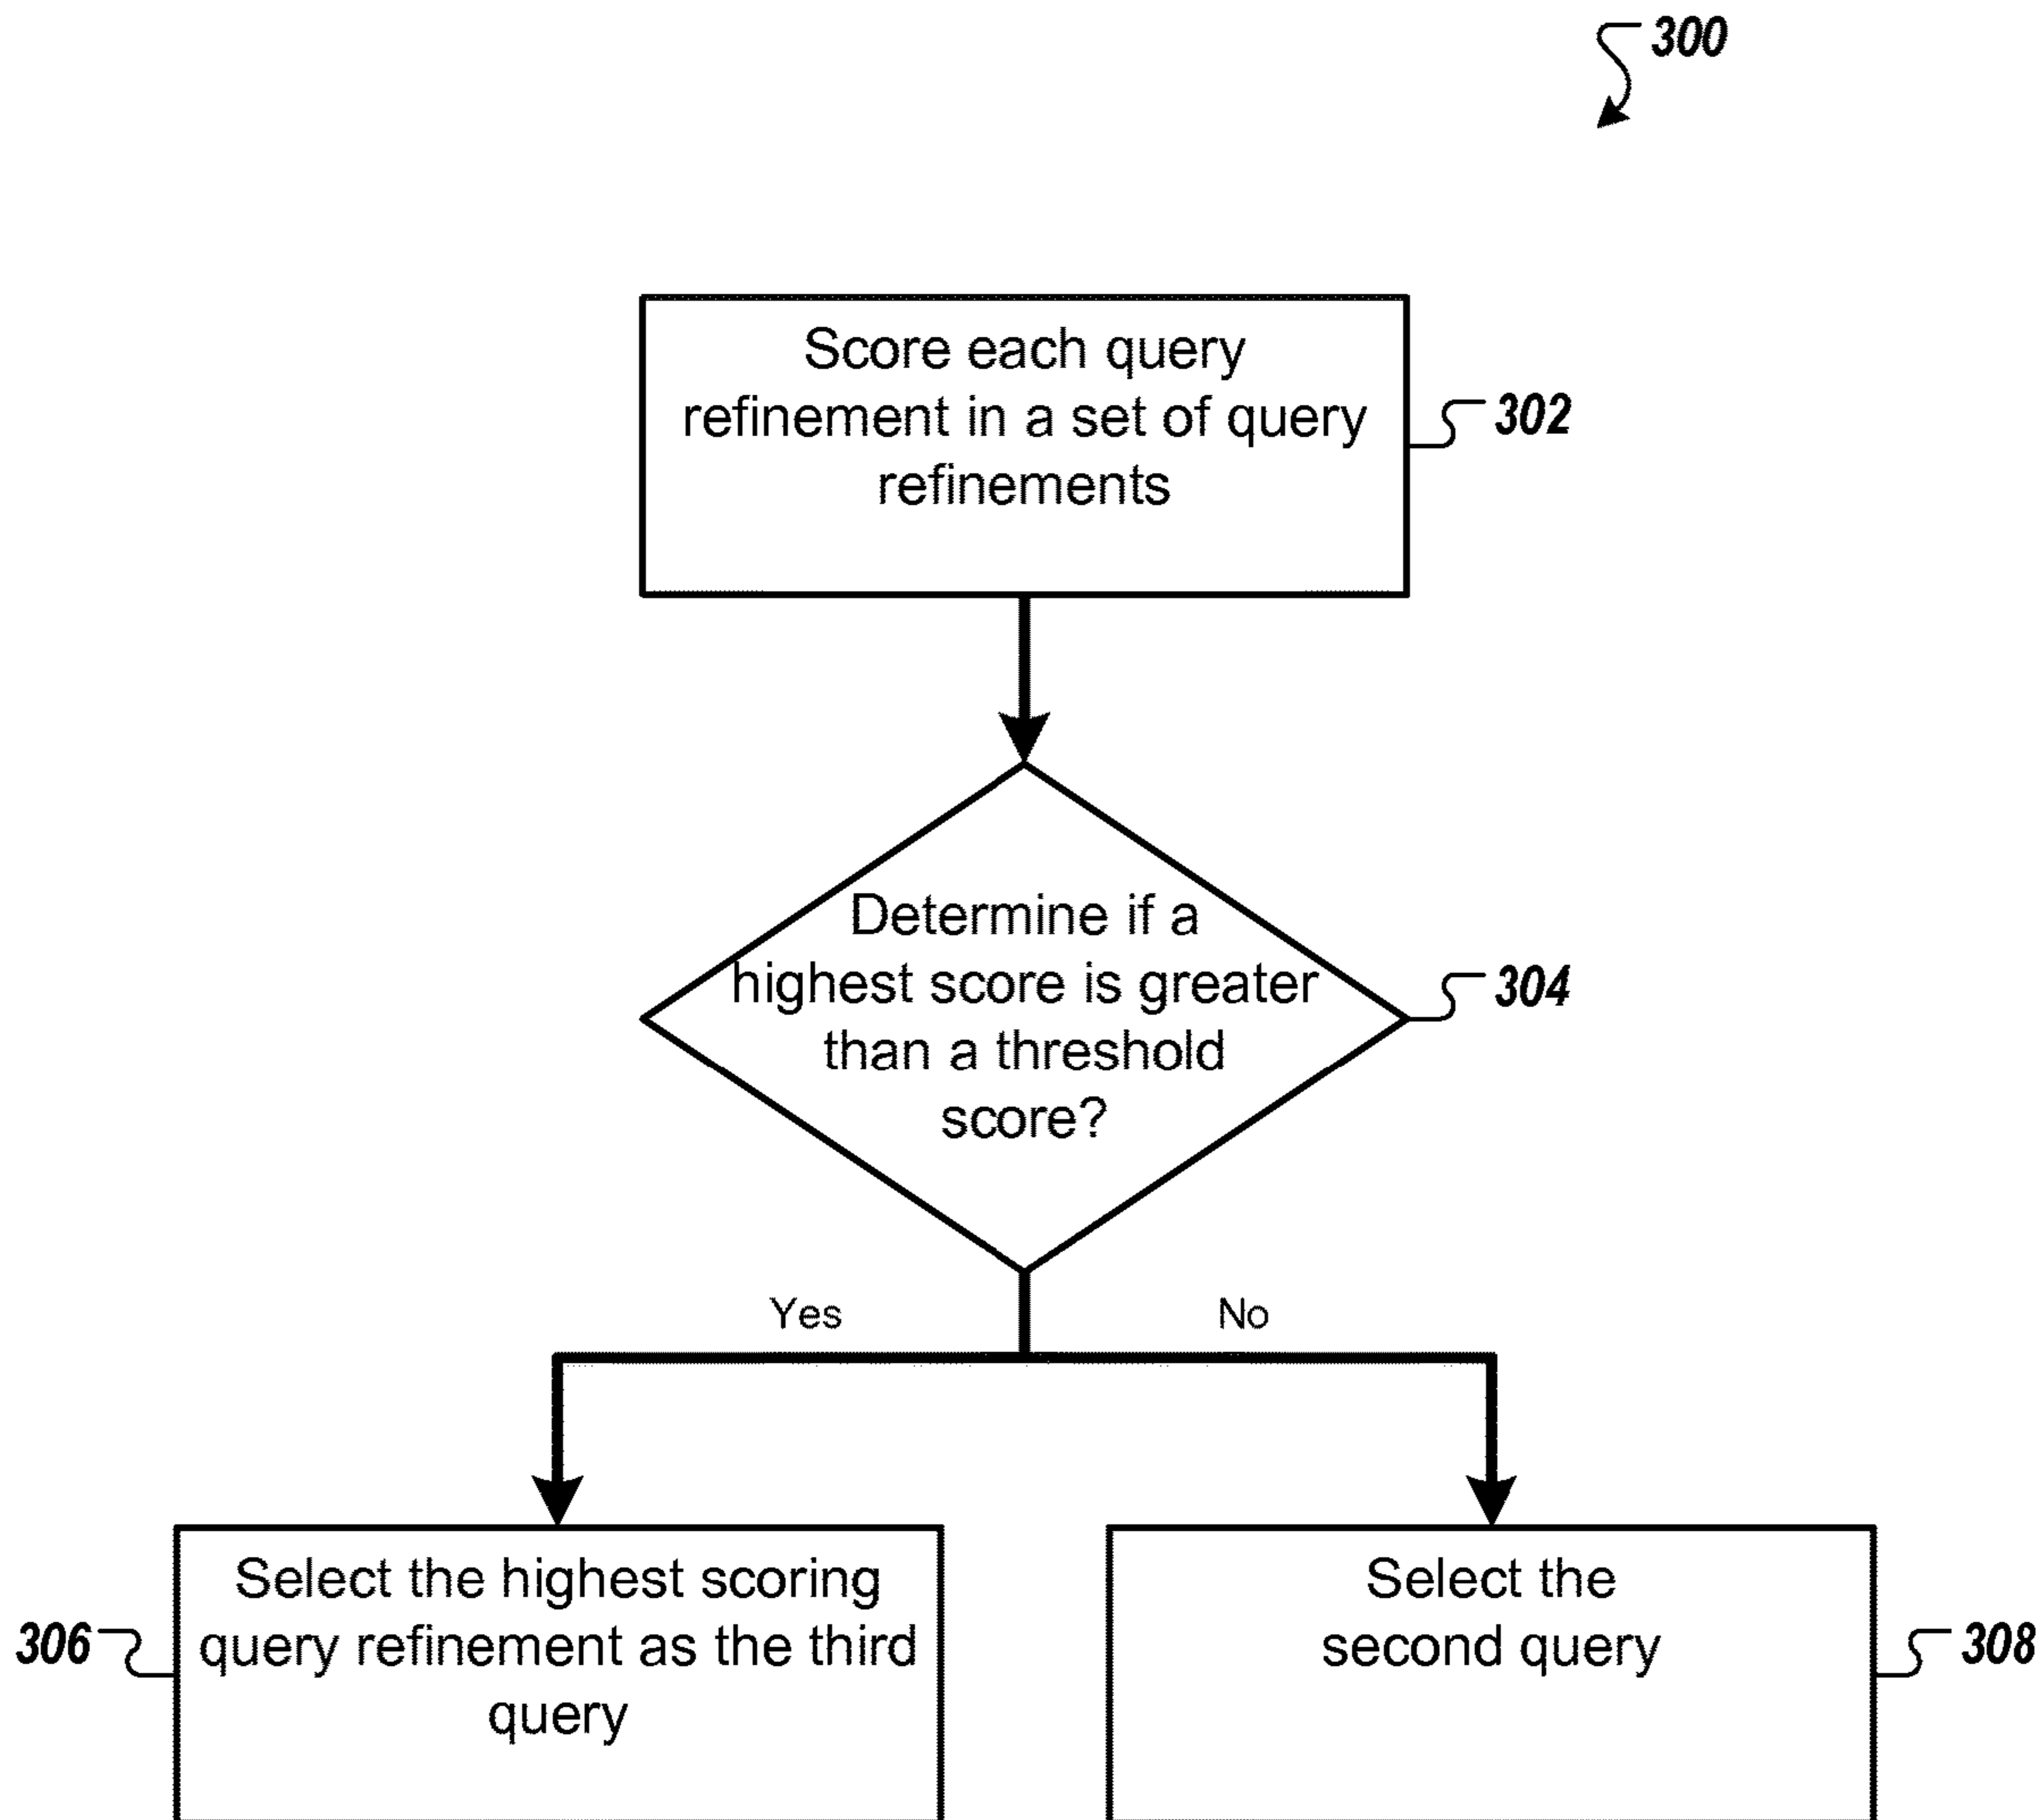 300
Score each query
refinement in a set of query
refinements
302
Determine if a
highest score is greater
than a threshold
score?
304
Yes
No
Select the highest scoring
query refinement as the third
query
306
Select the
second query
308